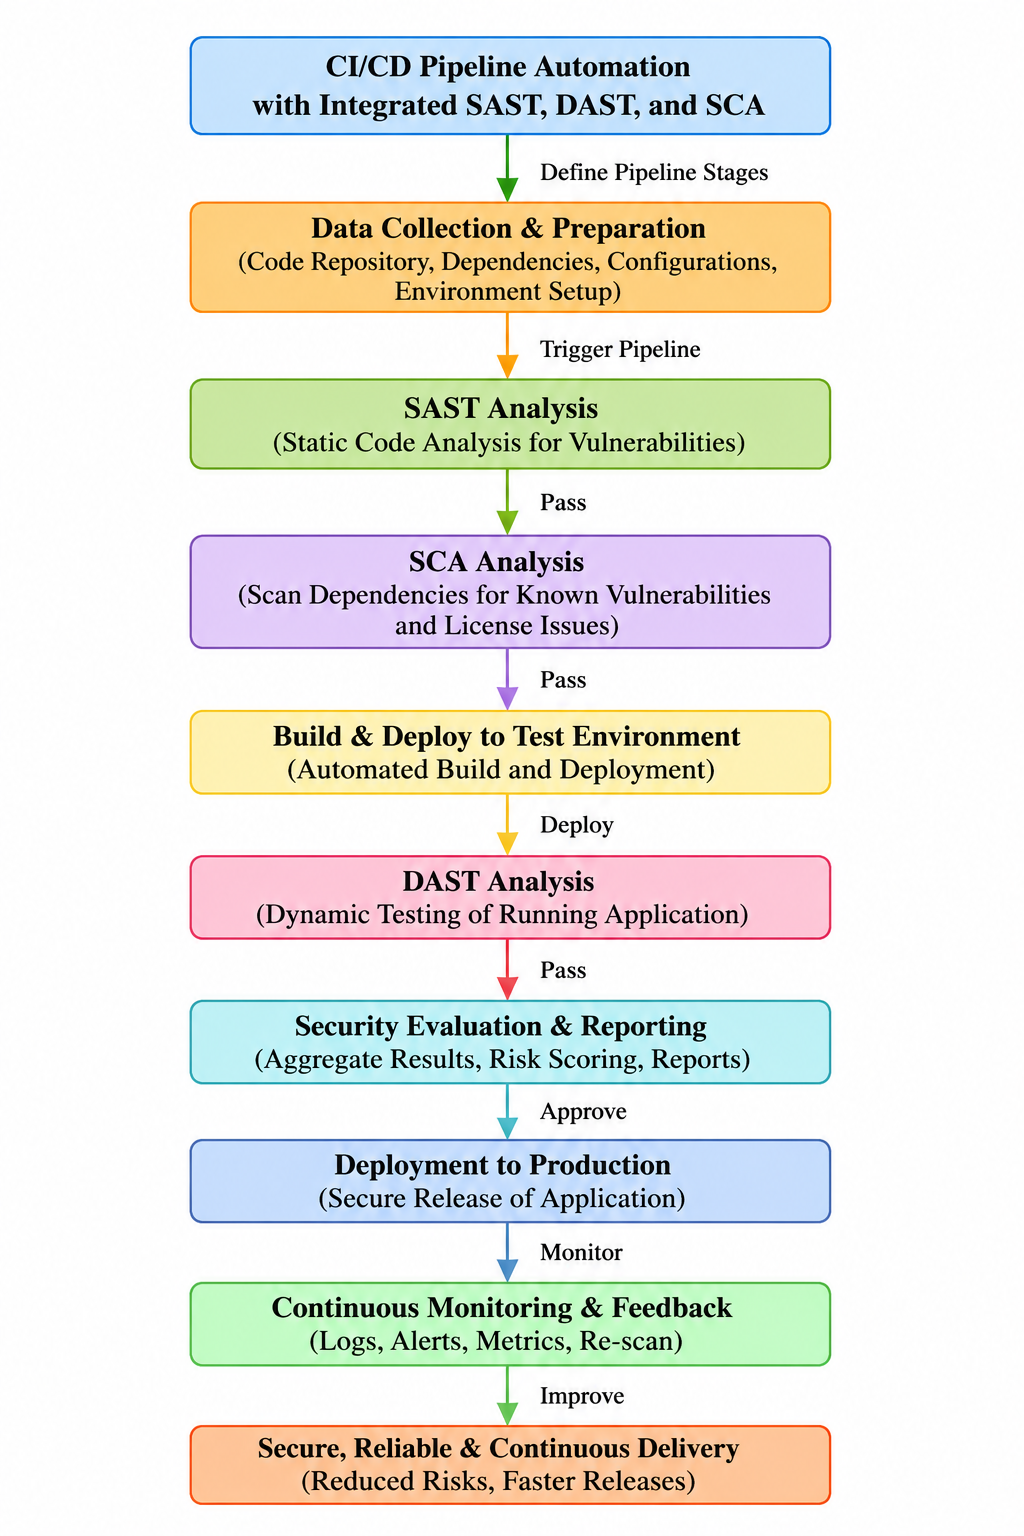 CI/CD Pipeline Automation
with Integrated SAST, DAST, and SCA
Define Pipeline Stages
Data Collection & Preparation
(Code Repository, Dependencies, Configurations,
Environment Setup)
Trigger Pipeline
SAST Analysis
(Static Code Analysis for Vulnerabilities)
Pass
SCA Analysis
(Scan Dependencies for Known Vulnerabilities
and License Issues)
Pass
Build & Deploy to Test Environment
(Automated Build and Deployment)
Deploy
DAST Analysis
(Dynamic Testing of Running Application)
Pass
Security Evaluation & Reporting
(Aggregate Results, Risk Scoring, Reports)
Approve
Deployment to Production
(Secure Release of Application)
Monitor
Continuous Monitoring & Feedback
(Logs, Alerts, Metrics, Re-scan)
Improve
Secure, Reliable & Continuous Delivery
(Reduced Risks, Faster Releases)